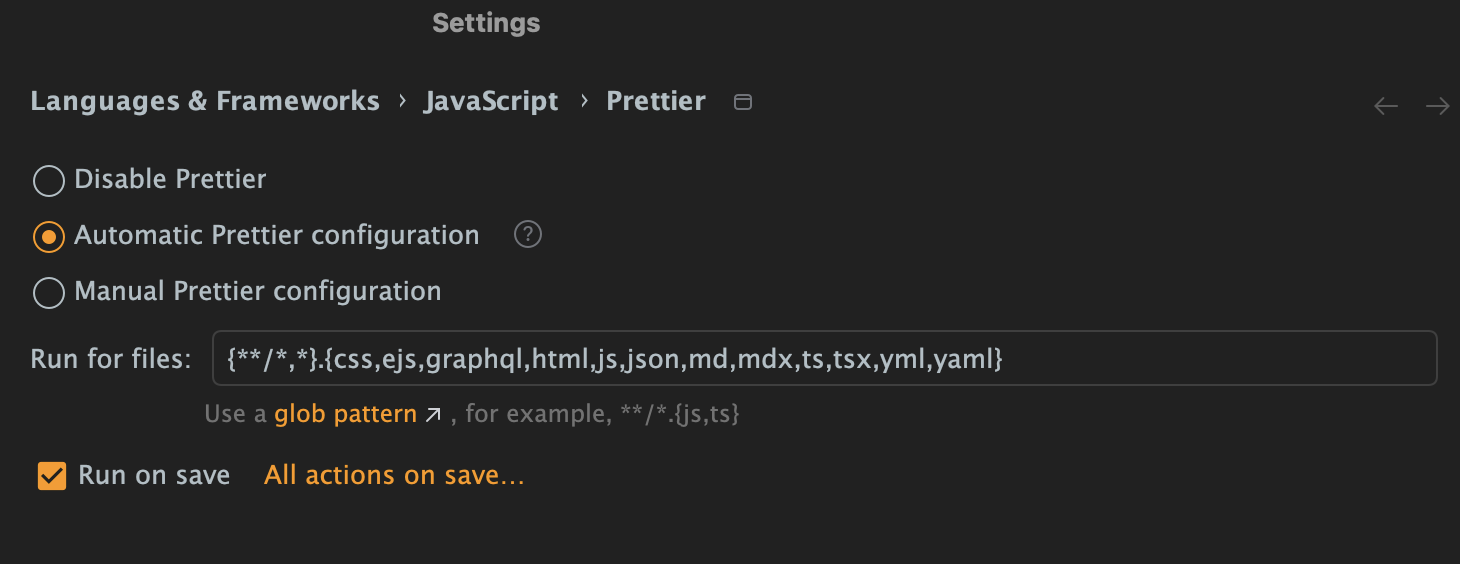 Settings
Languages & Frameworks › JavaScript › Prettier
Disable Prettier
Automatic Prettier configuration ?
Manual Prettier configuration
Run for files: {**/*,*}.{css,ejs,graphql,html,js,json,md,mdx,ts,tsx,yml,yaml}
Use a glob pattern ↗ , for example, **/*.{js,ts}
Run on save All actions on save...